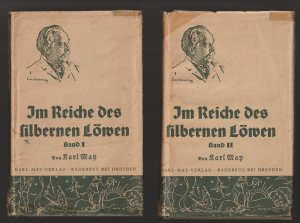 Im Reiche des
silbernen Löwen
Band I
Von Karl May
KARL-MAY-VERLAG · RADEBEUL BEI DRESDEN
Im Reiche des
silbernen Löwen
Band II
Von Karl May
KARL-MAY-VERLAG · RADEBEUL BEI DRESDEN